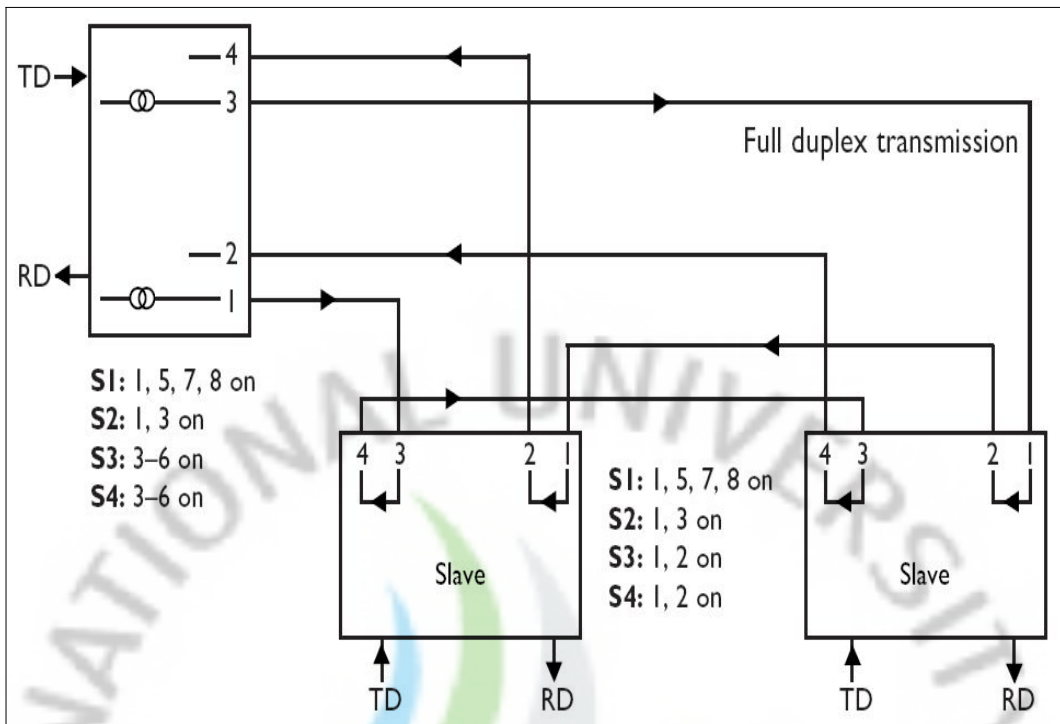 TD
4
3
Full duplex transmission
RD
2
1
S1: 1, 5, 7, 8 on
S2: 1, 3 on
S3: 3–6 on
S4: 3–6 on
4 3 2 1
Slave
TD
RD
S1: 1, 5, 7, 8 on
S2: 1, 3 on
S3: 1, 2 on
S4: 1, 2 on
4 3 2 1
Slave
TD
RD
NATIONAL UNIVERSIT